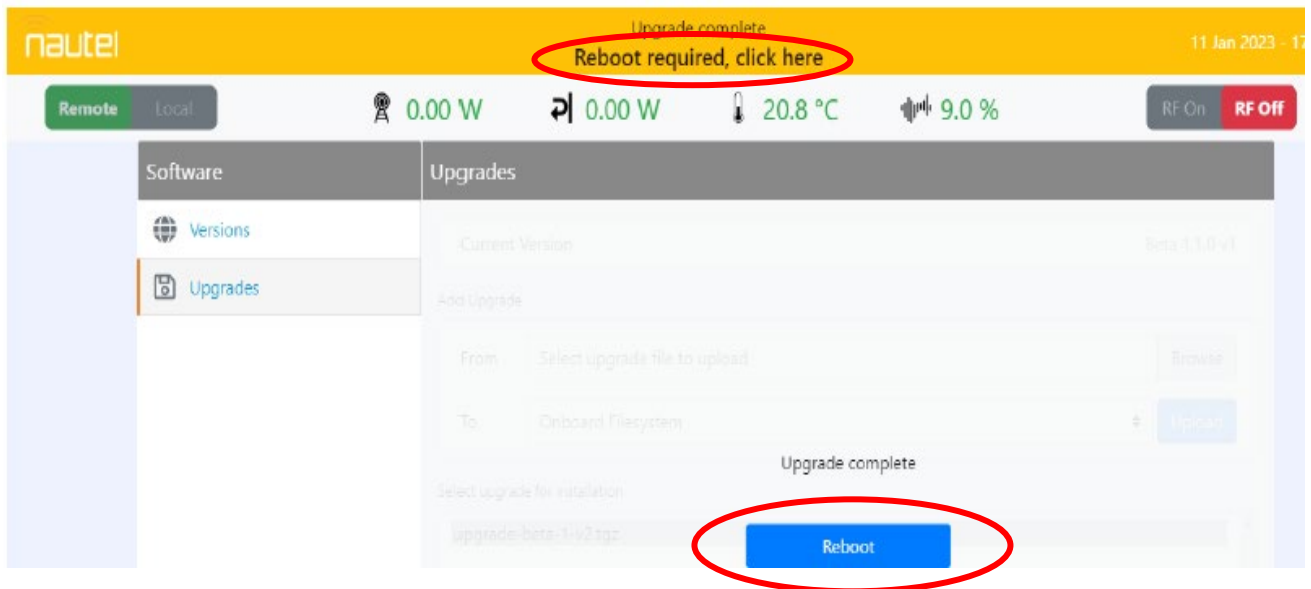 nautel
Upgrade complete
Reboot required, click here
11 Jan 2023 - 17
Remote Local
0.00 W
0.00 W
20.8 °C
9.0 %
RF On RF Off
Software
Upgrades
Versions
Upgrades
Current Version
Beta 1.1.0 v1
Add Upgrade
From
Select upgrade file to upload
Browse
To
Onboard Filesystem
Upload
Upgrade complete
Select upgrade for installation
upgrade-beta-1-v2.tgz
Reboot